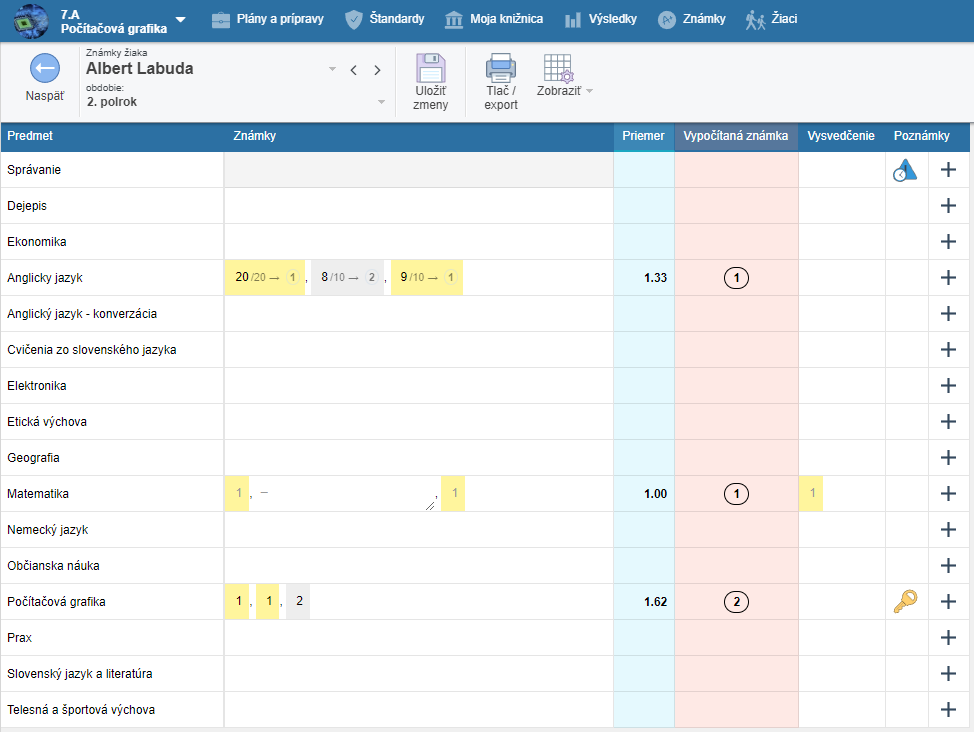 7.A
Počítačová grafika
Plány a prípravy Štandardy Moja knižnica Výsledky Známky Žiaci
Naspäť
Známky žiaka
Albert Labuda
obdobie:
2. polrok
Uložiť
zmeny
Tlač /
export
Zobraziť
Predmet Známky Priemer Vypočítaná známka Vysvedčenie Poznámky
Správanie +
Dejepis +
Ekonomika +
Anglicky jazyk 20 /20 → 1 , 8 /10 → 2 , 9 /10 → 1 1.33 1 +
Anglický jazyk - konverzácia +
Cvičenia zo slovenského jazyka +
Elektronika +
Etická výchova +
Geografia +
Matematika 1 , – , 1 1.00 1 1 +
Nemecký jazyk +
Občianska náuka +
Počítačová grafika 1 , 1 , 2 1.62 2 +
Prax +
Slovenský jazyk a literatúra +
Telesná a športová výchova +